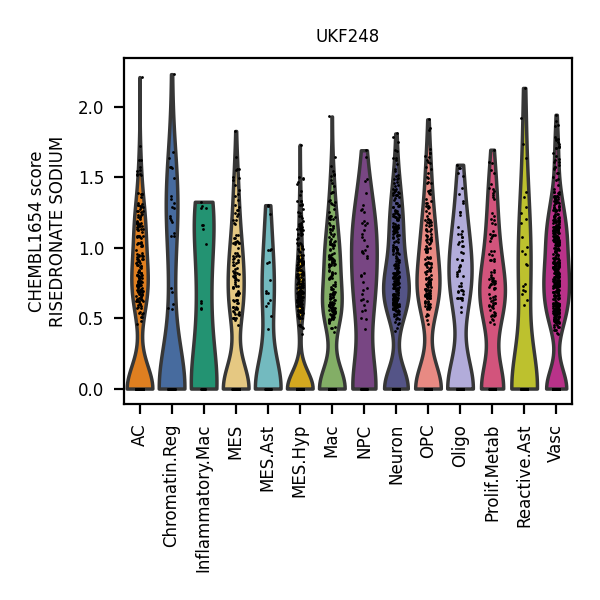 UKF248
CHEMBL1654 score
RISEDRONATE SODIUM
2.0
1.5
1.0
0.5
0.0
AC
Chromatin.Reg
Inflammatory.Mac
MES
MES.Ast
MES.Hyp
Mac
NPC
Neuron
OPC
Oligo
Prolif.Metab
Reactive.Ast
Vasc